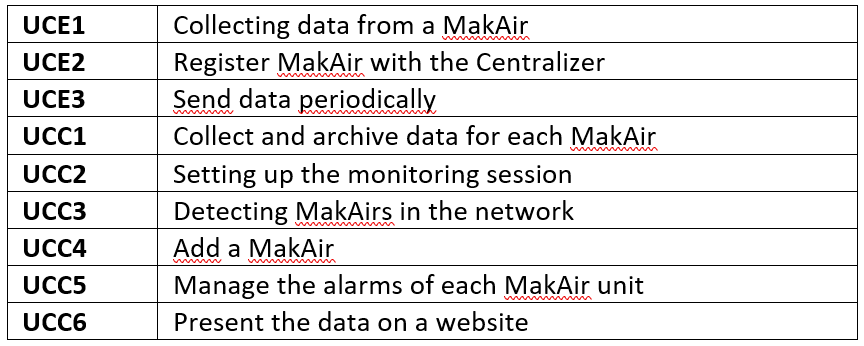 UCE1 Collecting data from a MakAir
UCE2 Register MakAir with the Centralizer
UCE3 Send data periodically
UCC1 Collect and archive data for each MakAir
UCC2 Setting up the monitoring session
UCC3 Detecting MakAirs in the network
UCC4 Add a MakAir
UCC5 Manage the alarms of each MakAir unit
UCC6 Present the data on a website